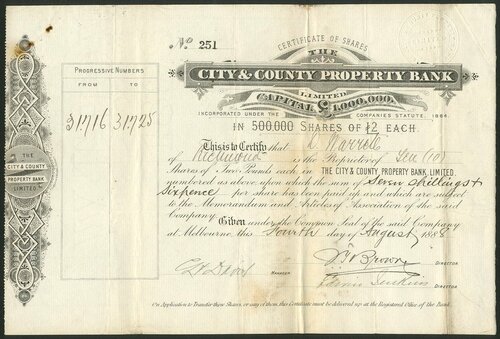 No. 251
CERTIFICATE OF SHARES
THE
CITY & COUNTY PROPERTY BANK
LIMITED
CAPITAL £1,000,000.
INCORPORATED UNDER THE COMPANIES STATUTE, 1864.
IN 500,000 SHARES OF £2 EACH.
PROGRESSIVE NUMBERS
FROM TO
31716 31725
THE
CITY & COUNTY
PROPERTY BANK
LIMITED
This is to Certify that Warrell
of Richmond is the Proprietor of Ten (10)
Shares of Two Pounds each, in THE CITY & COUNTY PROPERTY BANK, LIMITED,
numbered as above, upon which the sum of Seven shillings &
Sixpence per share has been paid up and which are subject
to the Memorandum and Articles of Association of the said
Company Given under the Common Seal of the said Company
at Melbourne, this Fourth day of August 1888
Brown DIRECTOR
MANAGER
Jenkins DIRECTOR
On Application to Transfer these Shares, or any of them, this Certificate must be delivered up at the Registered Office of the Bank.